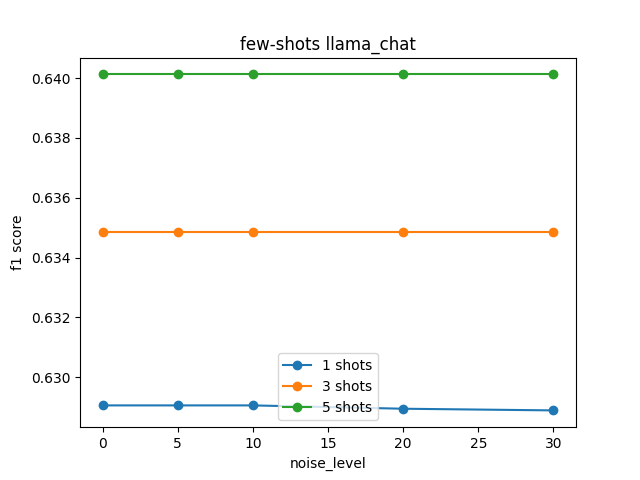 few-shots llama_chat
0.640
0.638
0.636
0.634
0.632
0.630
f1 score
1 shots
3 shots
5 shots
0 5 10 15 20 25 30
noise_level